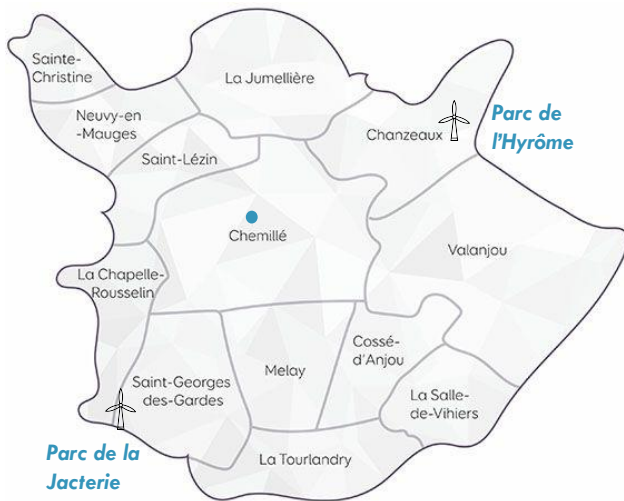 Sainte-
Christine
La Jumellière
Neuvy-en
-Mauges
Chanzeaux
Parc de
l'Hyrôme
Saint-Lézin
Chemillé
Valanjou
La Chapelle-
Rousselin
Cossé-
d'Anjou
Melay
Saint-Georges
des-Gardes
La Salle-
de-Vihiers
Parc de la
Jacterie
La Tourlandry